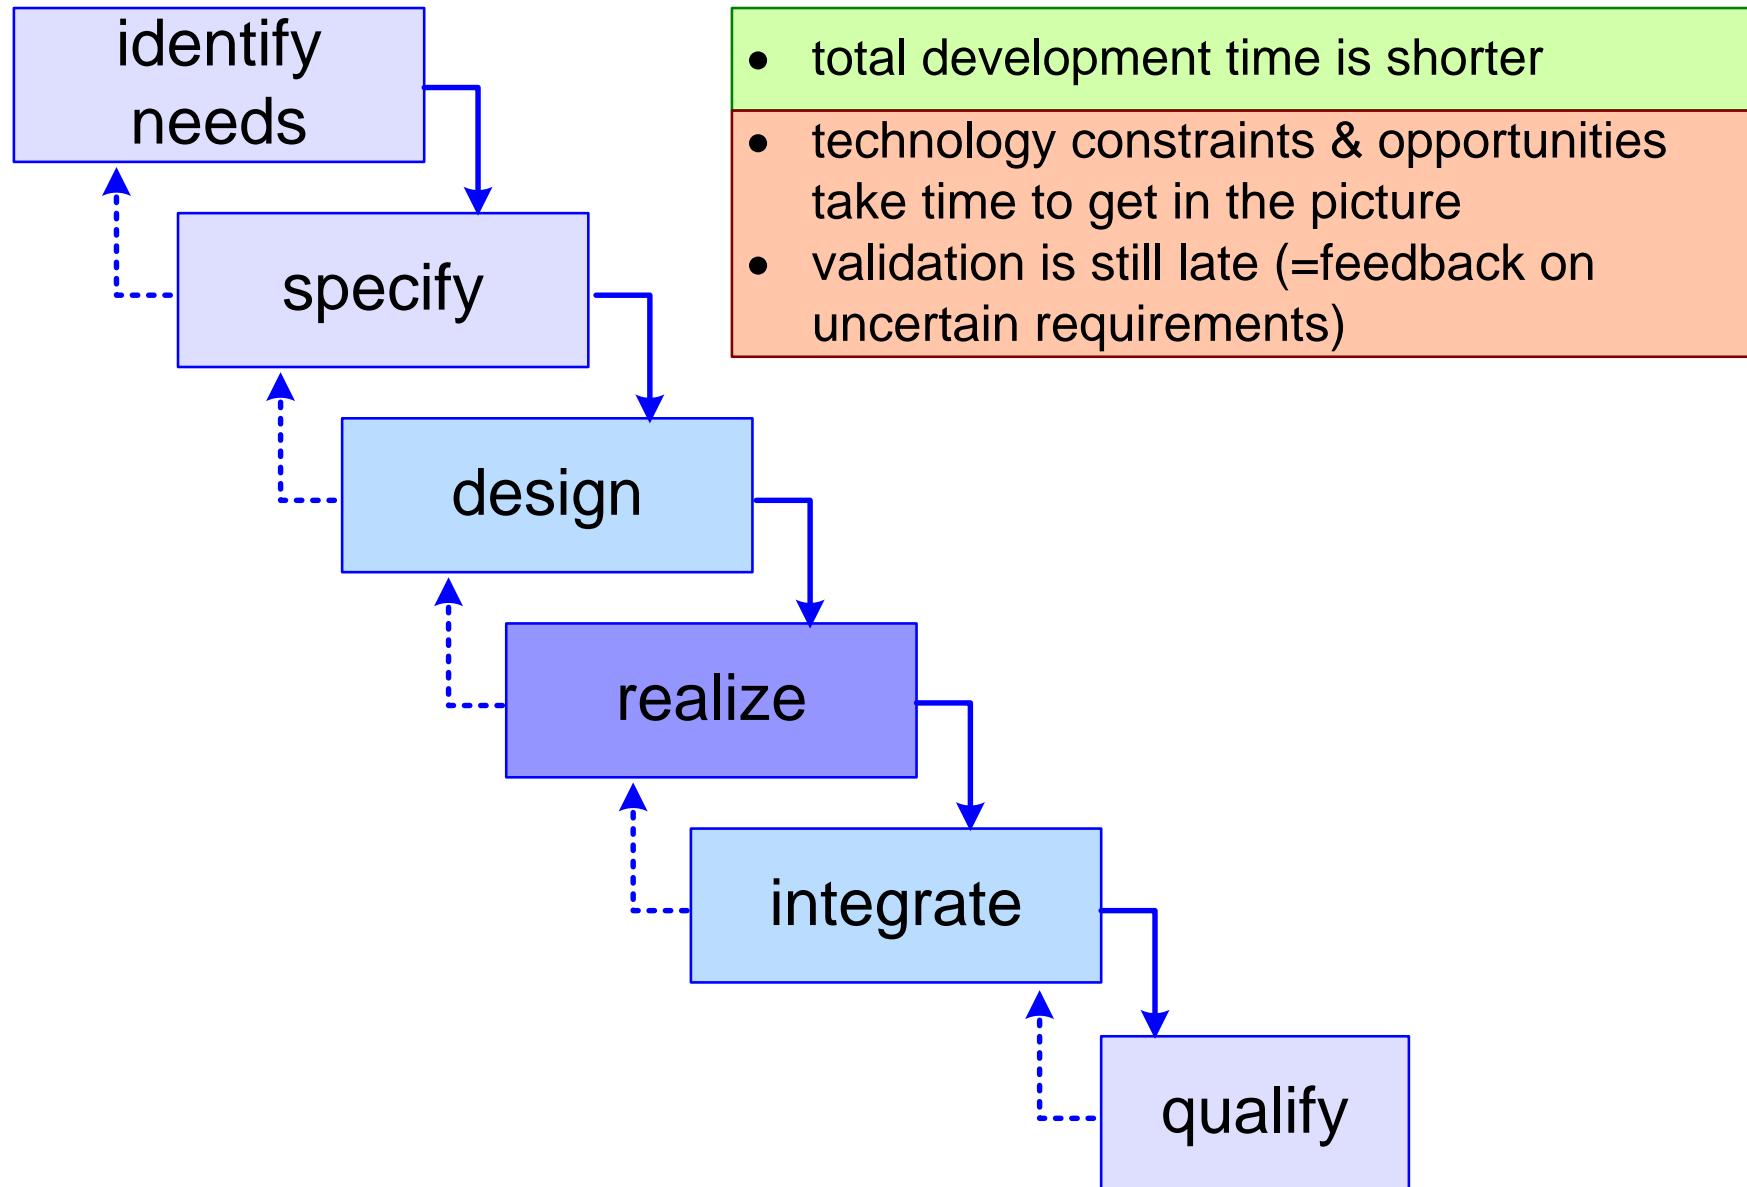 identify
needs
specify
design
realize
integrate
qualify
• total development time is shorter
• technology constraints & opportunities
take time to get in the picture
• validation is still late (=feedback on
uncertain requirements)